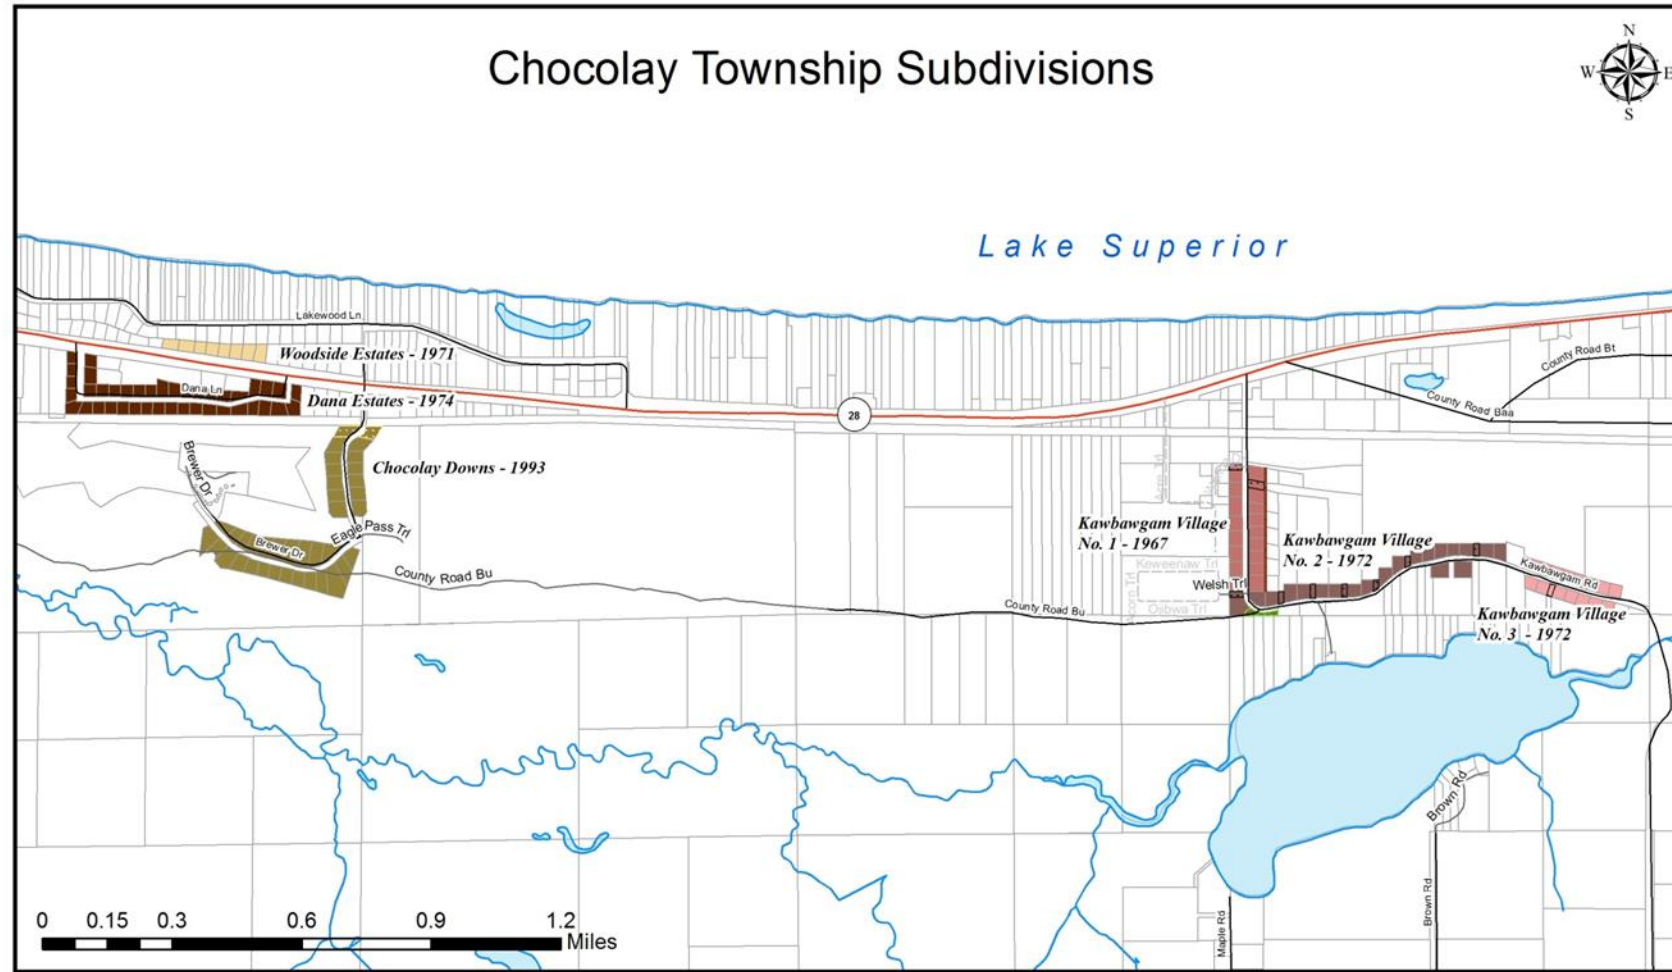 Chocolay Township Subdivisions
N
W E
S
Lake Superior
Lakewood Ln
Woodside Estates - 1971
Dana Ln
Dana Estates - 1974
28
County Road Bt
County Road Baa
Brewer Dr
Chocolay Downs - 1993
Eagle Pass Trl
Brewer Dr
County Road Bu
County Road Bu
Acre Trl
Kawbawgam Village
No. 1 - 1967
Keweenaw Trl
Acorn Trl
Ojibwa Trl
Welsh Trl
Kawbawgam Village
No. 2 - 1972
Kawbawgam Rd
Kawbawgam Village
No. 3 - 1972
Brown Rd
Brown Rd
Maple Rd
0 0.15 0.3 0.6 0.9 1.2
Miles